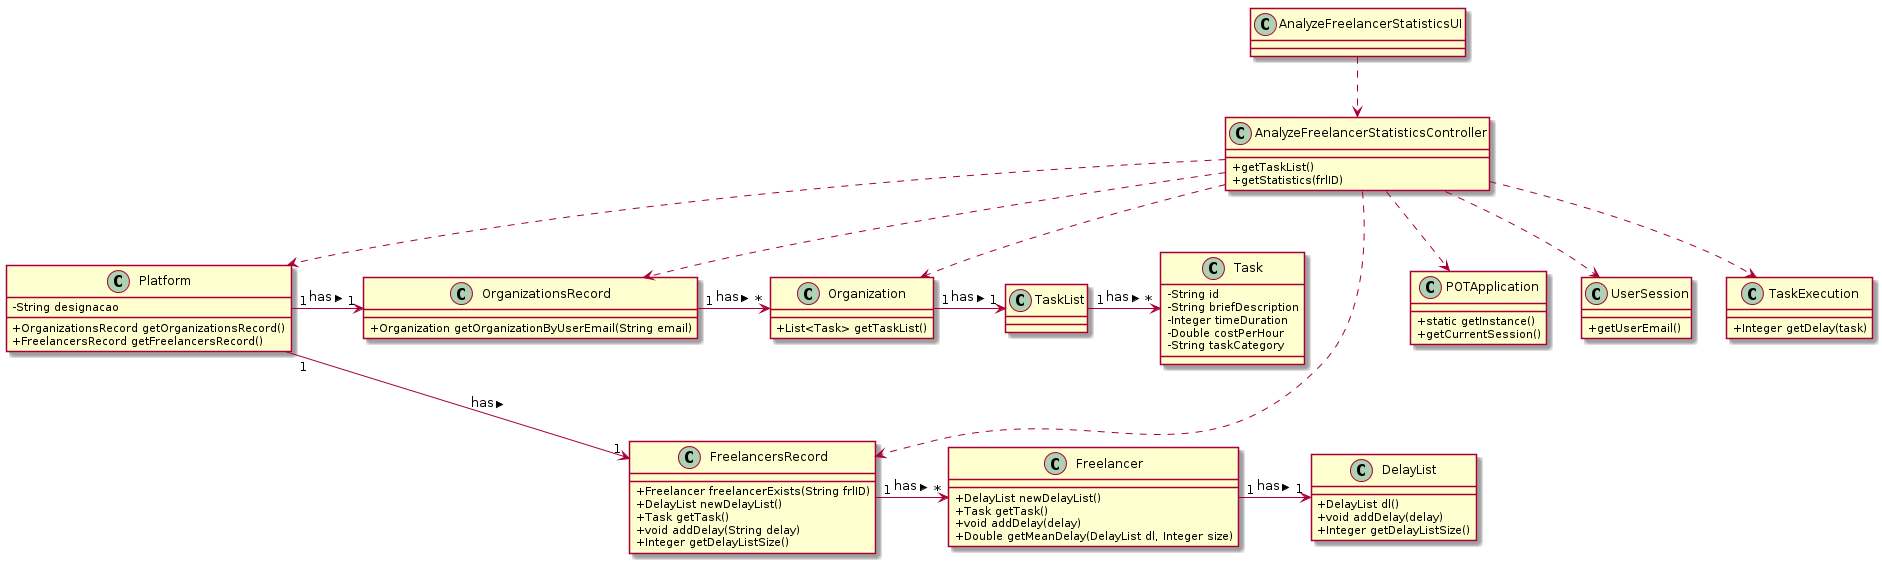 C AnalyzeFreelancerStatisticsUI
C AnalyzeFreelancerStatisticsController
+getTaskList()
+getStatistics(frlID)
C Platform
-String designacao
+OrganizationsRecord getOrganizationsRecord()
+FreelancersRecord getFreelancersRecord()
1 has ▶ 1
C OrganizationsRecord
+Organization getOrganizationByUserEmail(String email)
1 has ▶ *
C Organization
+List<Task> getTaskList()
1 has ▶ 1
C TaskList
1 has ▶ *
C Task
-String id
-String briefDescription
-Integer timeDuration
-Double costPerHour
-String taskCategory
C POTApplication
+static getInstance()
+getCurrentSession()
C UserSession
+getUserEmail()
C TaskExecution
+Integer getDelay(task)
1
has ▶
1
C FreelancersRecord
+Freelancer freelancerExists(String frlID)
+DelayList newDelayList()
+Task getTask()
+void addDelay(String delay)
+Integer getDelayListSize()
1 has ▶ *
C Freelancer
+DelayList newDelayList()
+Task getTask()
+void addDelay(delay)
+Double getMeanDelay(DelayList dl, Integer size)
1 has ▶ 1
C DelayList
+DelayList dl()
+void addDelay(delay)
+Integer getDelayListSize()